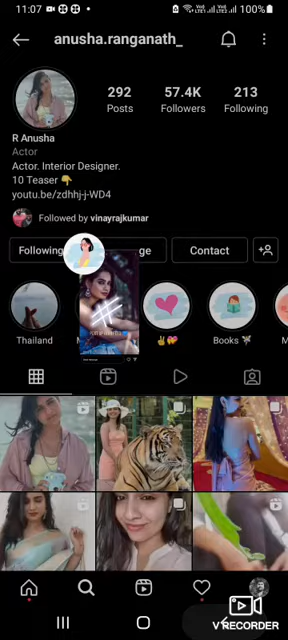 11:07
100%
anusha.ranganath_
292
57.4K
213
Posts
Followers
Following
R Anusha
Actor
Actor. Interior Designer.
10 Teaser 👇
youtu.be/zdhhj-j-WD4
Followed by vinayrajkumar
Following
ge
Contact
Thailand
✌💝
Books
M
V RECORDER